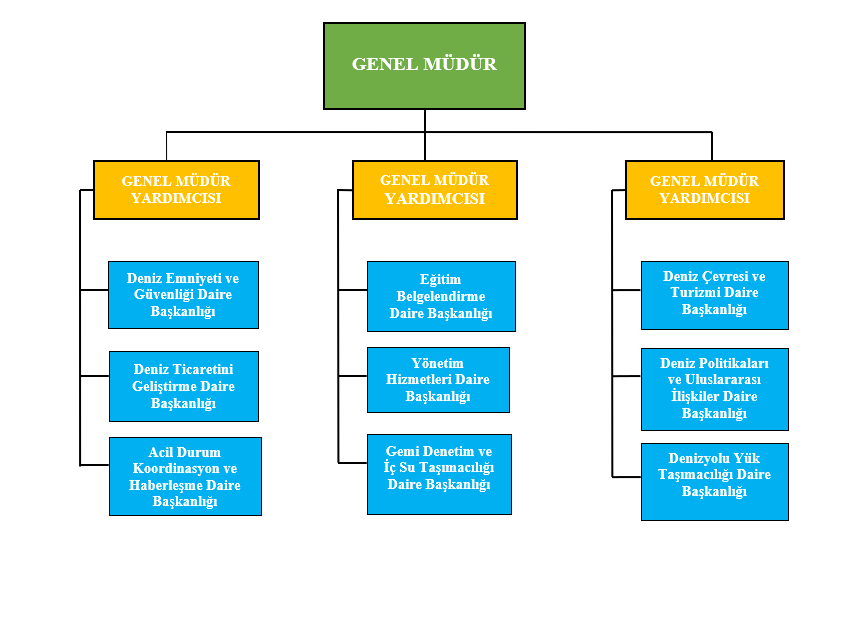 GENEL MÜDÜR
GENEL MÜDÜR
YARDIMCISI
GENEL MÜDÜR
YARDIMCISI
GENEL MÜDÜR
YARDIMCISI
Deniz Emniyeti ve
Güvenliği Daire
Başkanlığı
Deniz Ticaretini
Geliştirme Daire
Başkanlığı
Acil Durum
Koordinasyon ve
Haberleşme Daire
Başkanlığı
Eğitim
Belgelendirme
Daire Başkanlığı
Yönetim
Hizmetleri Daire
Başkanlığı
Gemi Denetim ve
İç Su Taşımacılığı
Daire Başkanlığı
Deniz Çevresi ve
Turizmi Daire
Başkanlığı
Deniz Politikaları
ve Uluslararası
İlişkiler Daire
Başkanlığı
Denizyolu Yük
Taşımacılığı Daire
Başkanlığı